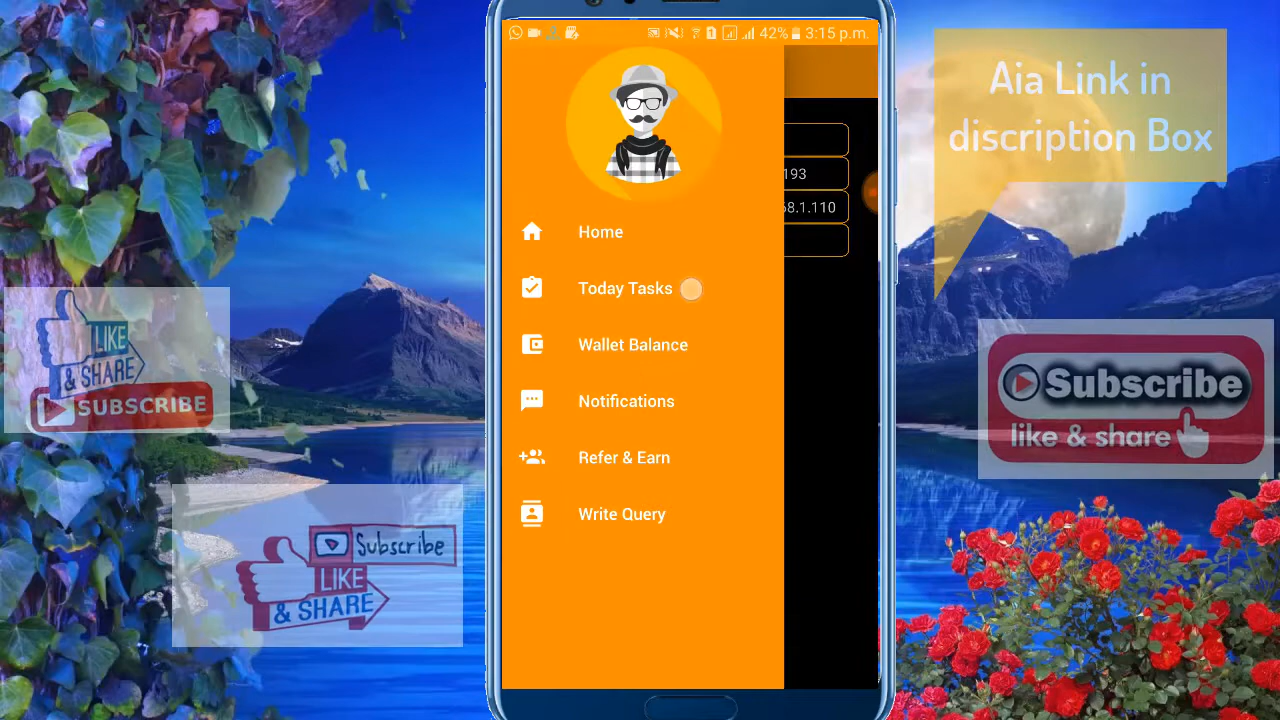 42% 3:15 p.m.
Home
Today Tasks
Wallet Balance
Notifications
Refer & Earn
Write Query
193
68.1.110
Aia Link in
discription Box
LIKE
& SHARE
SUBSCRIBE
Subscribe
LIKE
& SHARE
Subscribe
like & share